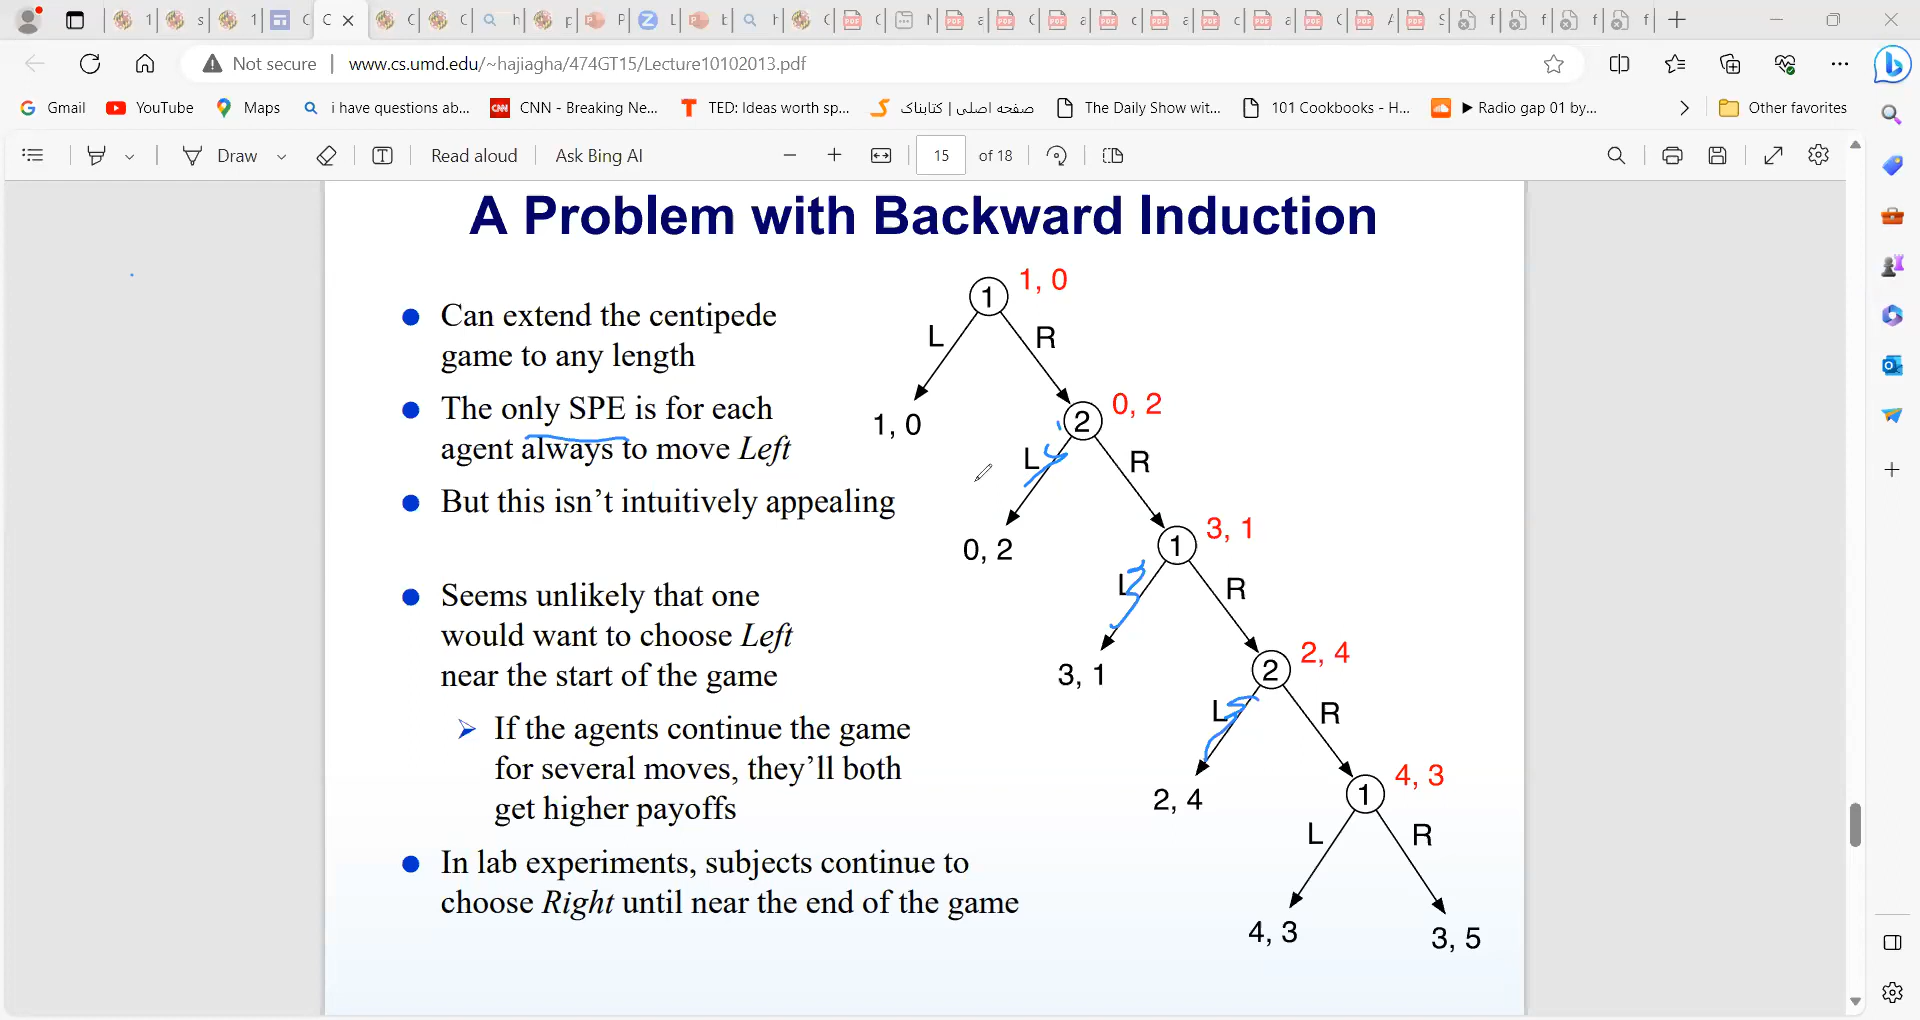 Not secure www.cs.umd.edu/~hajiagha/474GT15/Lecture10102013.pdf
Gmail YouTube Maps i have questions ab... CNN - Breaking Ne... TED: Ideas worth sp... صفحه اصلی | کتابناک The Daily Show wit... 101 Cookbooks - H... ▶ Radio gap 01 by... Other favorites
Draw Read aloud Ask Bing AI 15 of 18
A Problem with Backward Induction
Can extend the centipede
game to any length
The only SPE is for each
agent always to move Left
But this isn't intuitively appealing
Seems unlikely that one
would want to choose Left
near the start of the game
If the agents continue the game
for several moves, they'll both
get higher payoffs
In lab experiments, subjects continue to
choose Right until near the end of the game
1 1, 0
L R
1, 0
2 0, 2
L R
0, 2
1 3, 1
L R
3, 1
2 2, 4
L R
2, 4
1 4, 3
L R
4, 3 3, 5